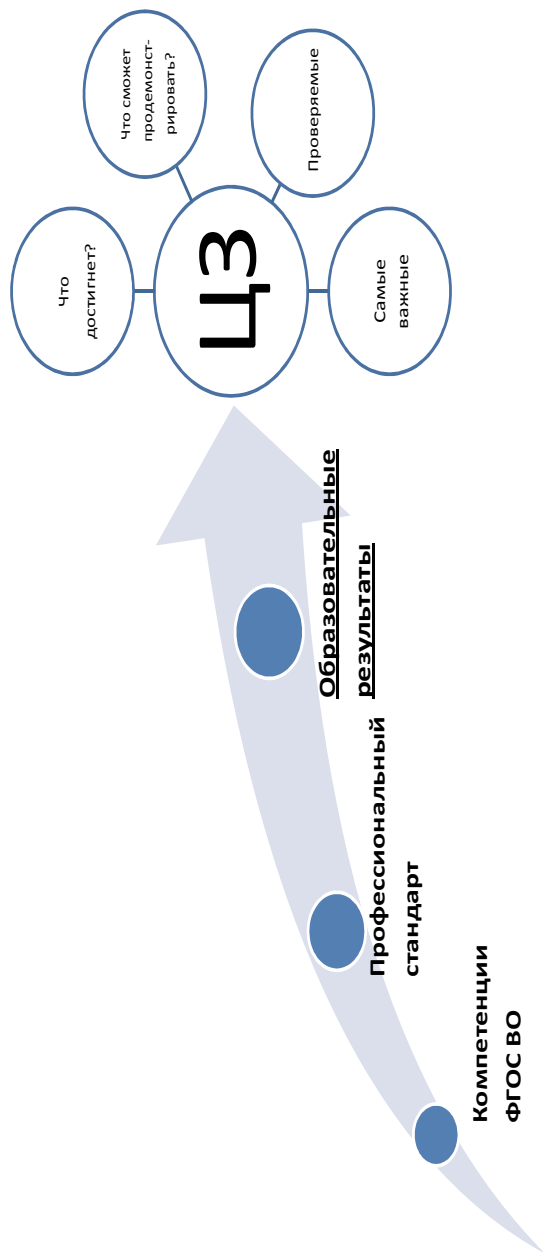 Компетенции
ФГОС ВО
Профессиональный
стандарт
Образовательные
результаты
ЦЗ
Что
достигнет?
Что сможет
продемонст-
рировать?
Проверяемые
Самые
важные